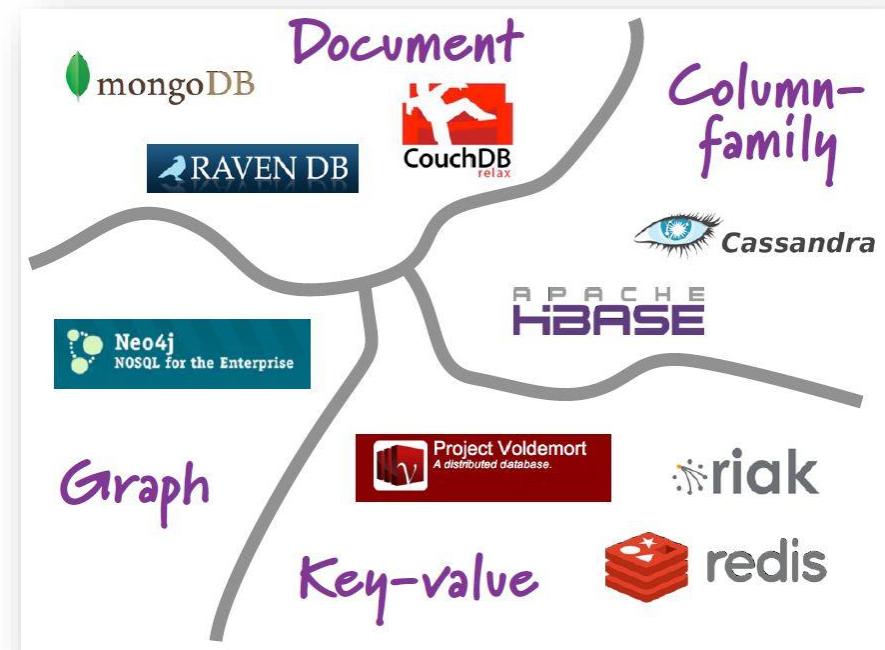 Document
mongoDB
CouchDB
relax
RAVEN DB
Column-
family
Cassandra
APACHE
HBASE
Neo4j
NOSQL for the Enterprise
Graph
Project Voldemort
A distributed database.
V
riak
redis
Key-value